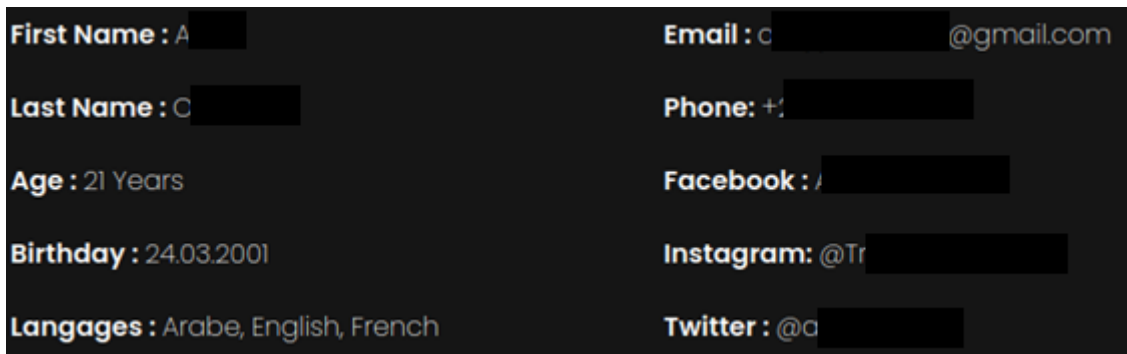 First Name : A
Last Name : C
Age : 21 Years
Birthday : 24.03.2001
Langages : Arabe, English, French
Email : @gmail.com
Phone: +2
Facebook :
Instagram: @Tr
Twitter : @a